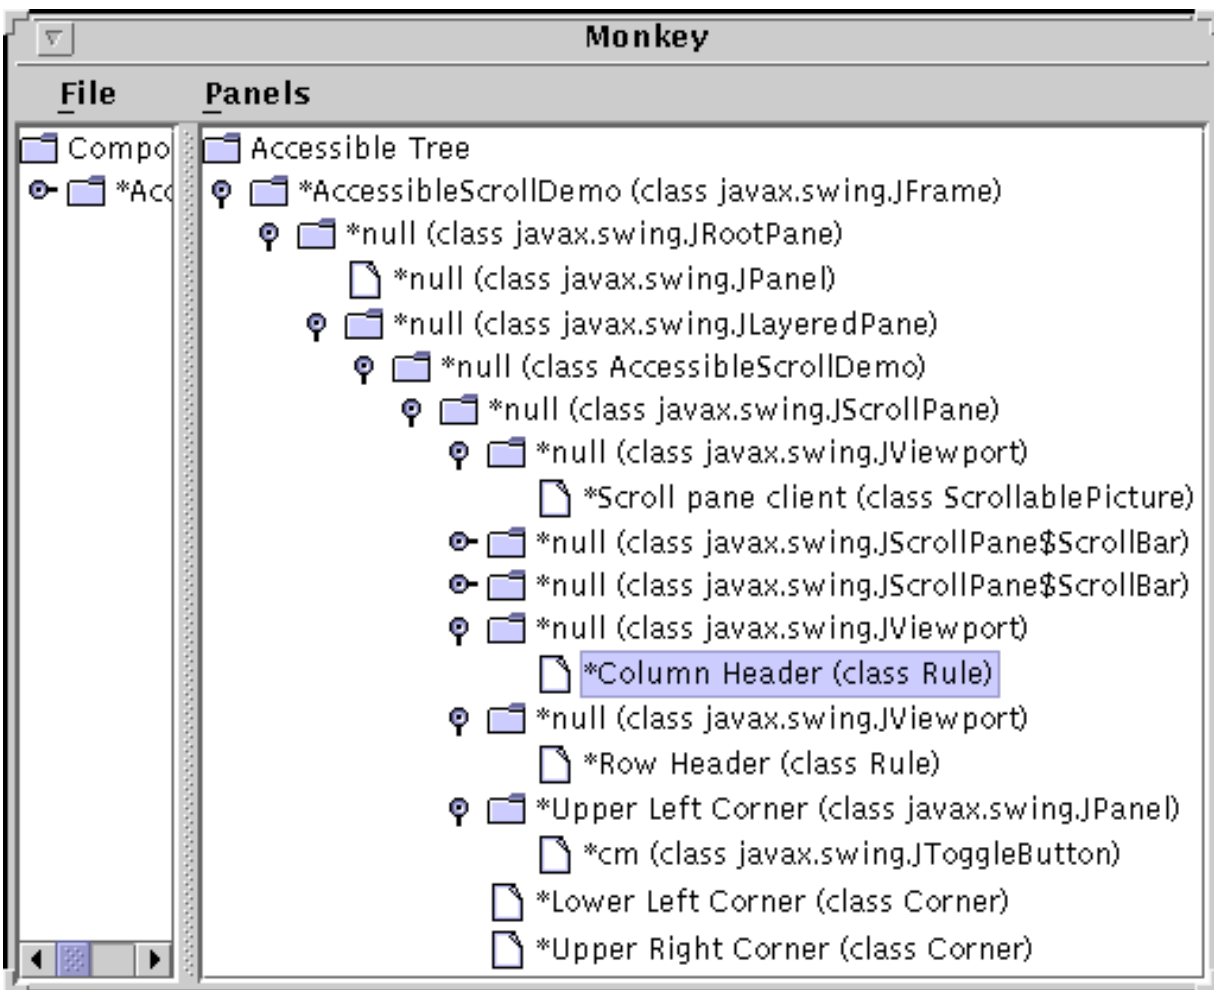 Monkey
File Panels
Compo
*Acc
Accessible Tree
*AccessibleScrollDemo (class javax.swing.JFrame)
*null (class javax.swing.JRootPane)
*null (class javax.swing.JPanel)
*null (class javax.swing.JLayeredPane)
*null (class AccessibleScrollDemo)
*null (class javax.swing.JScrollPane)
*null (class javax.swing.JViewport)
*Scroll pane client (class ScrollablePicture)
*null (class javax.swing.JScrollPane$ScrollBar)
*null (class javax.swing.JScrollPane$ScrollBar)
*null (class javax.swing.JViewport)
*Column Header (class Rule)
*null (class javax.swing.JViewport)
*Row Header (class Rule)
*Upper Left Corner (class javax.swing.JPanel)
*cm (class javax.swing.JToggleButton)
*Lower Left Corner (class Corner)
*Upper Right Corner (class Corner)